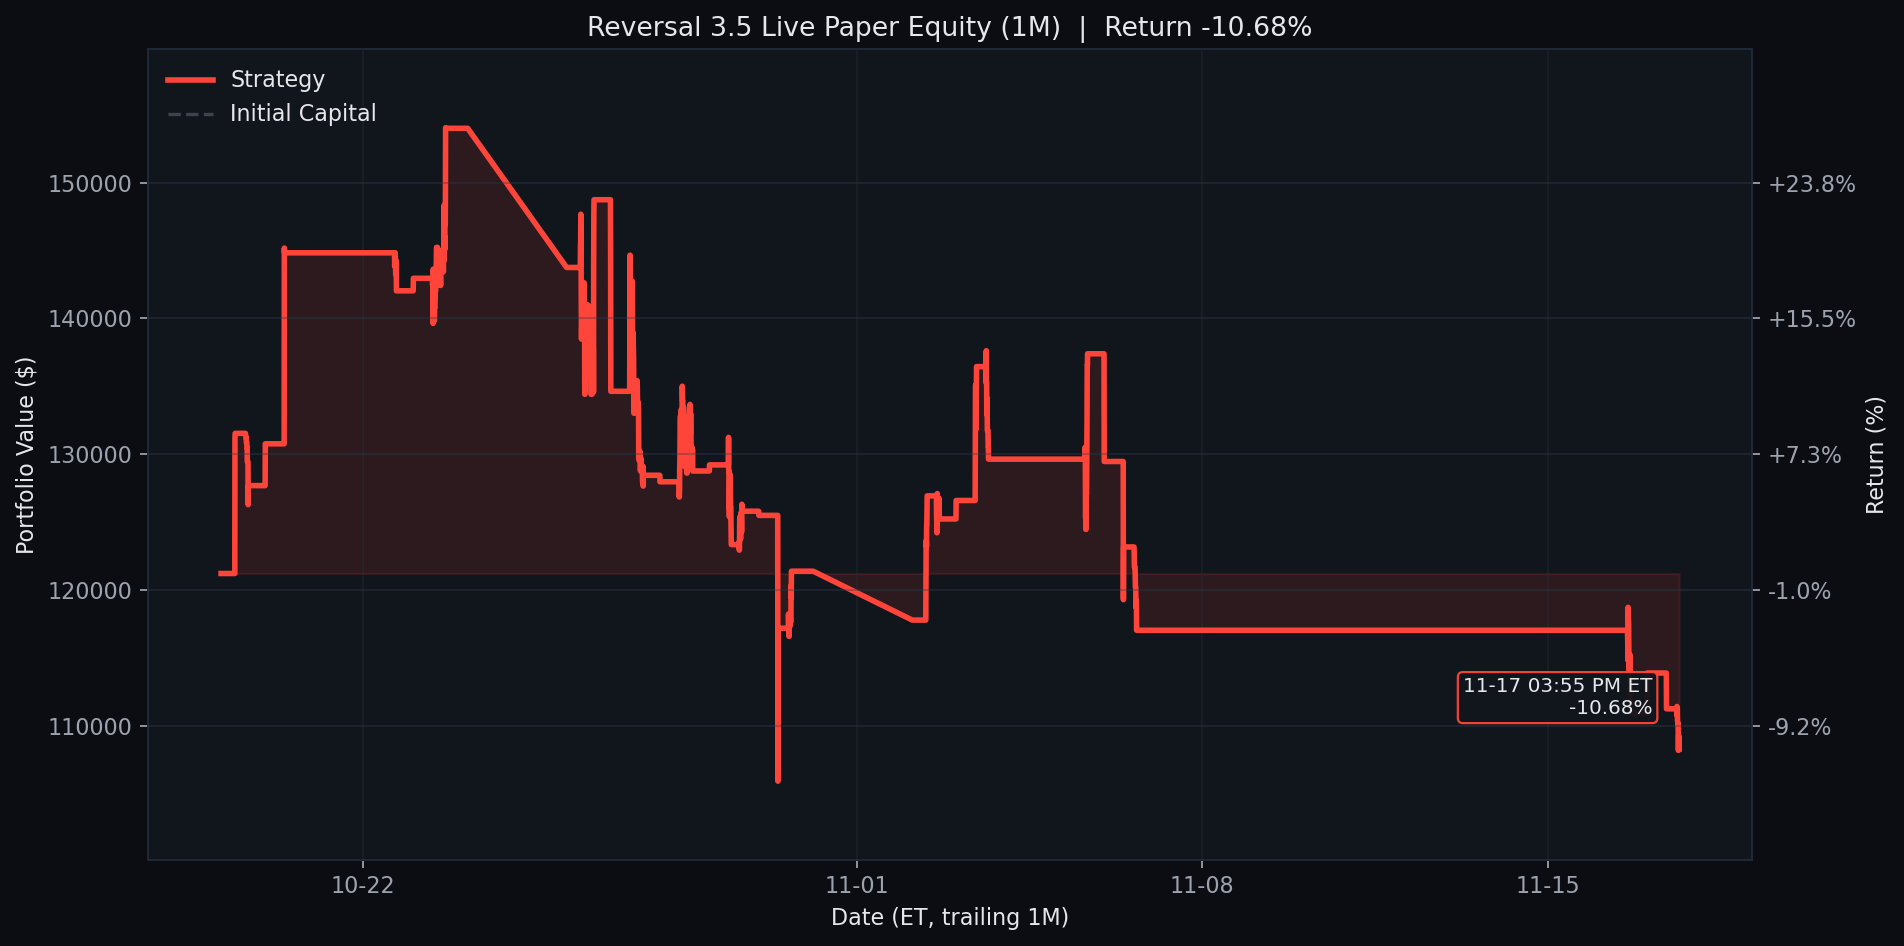 Reversal 3.5 Live Paper Equity (1M) | Return -10.68%
Strategy
Initial Capital
Portfolio Value ($)
150000
140000
130000
120000
110000
+23.8%
+15.5%
+7.3%
-1.0%
-9.2%
Return (%)
11-17 03:55 PM ET
-10.68%
10-22
11-01
11-08
11-15
Date (ET, trailing 1M)